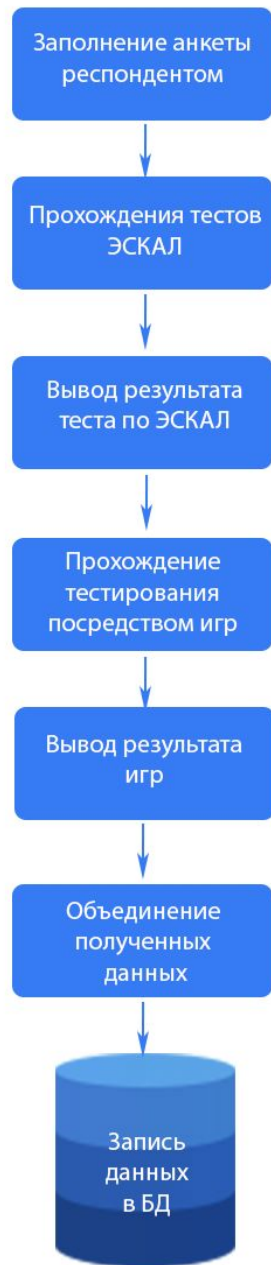 Заполнение анкеты
респондентом
Прохождения тестов
ЭСКАЛ
Вывод результата
теста по ЭСКАЛ
Прохождение
тестирования
посредством игр
Вывод результата
игр
Объединение
полученных
данных
Запись
данных
в БД